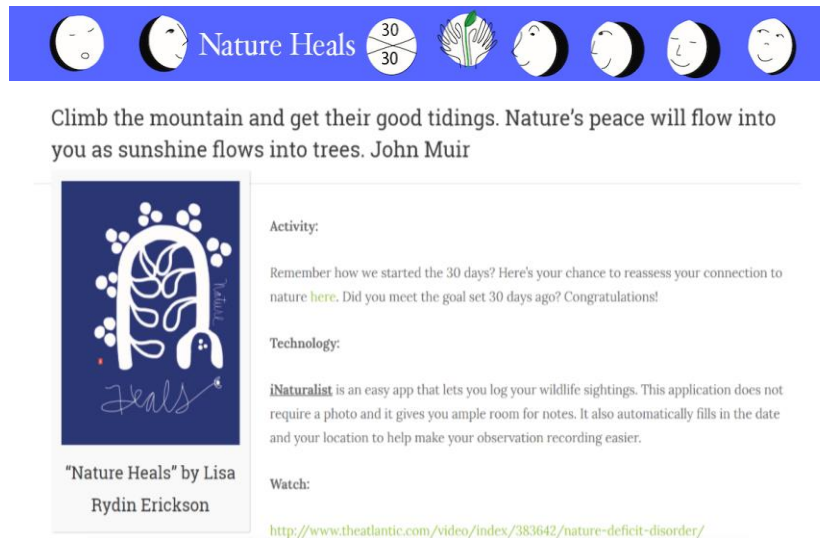 Nature Heals 30
30
Climb the mountain and get their good tidings. Nature’s peace will flow into
you as sunshine flows into trees. John Muir
Nature
Heals
“Nature Heals” by Lisa
Rydin Erickson
Activity:
Remember how we started the 30 days? Here's your chance to reassess your connection to
nature here. Did you meet the goal set 30 days ago? Congratulations!
Technology:
iNaturalist is an easy app that lets you log your wildlife sightings. This application does not
require a photo and it gives you ample room for notes. It also automatically fills in the date
and your location to help make your observation recording easier.
Watch:
http://www.theatlantic.com/video/index/383642/nature-deficit-disorder/